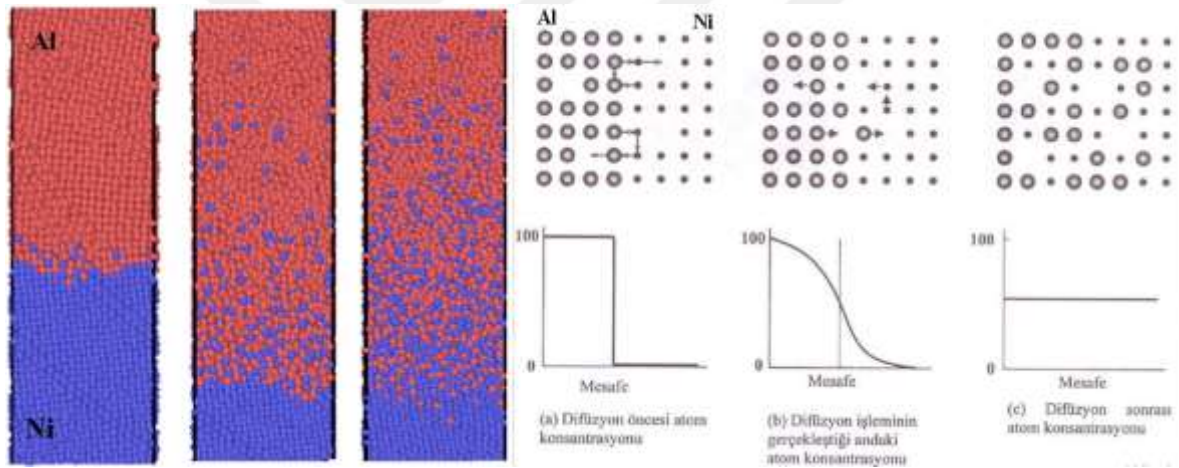 Al
Ni
Al
Ni
100
0
Mesafe
(a) Difüzyon öncesi atom
konsantrasyonu
100
0
Mesafe
(b) Difüzyon işleminin
gerçekleştiği andaki
atom konsantrasyonu
100
0
Mesafe
(c) Difüzyon sonrası
atom konsantrasyonu